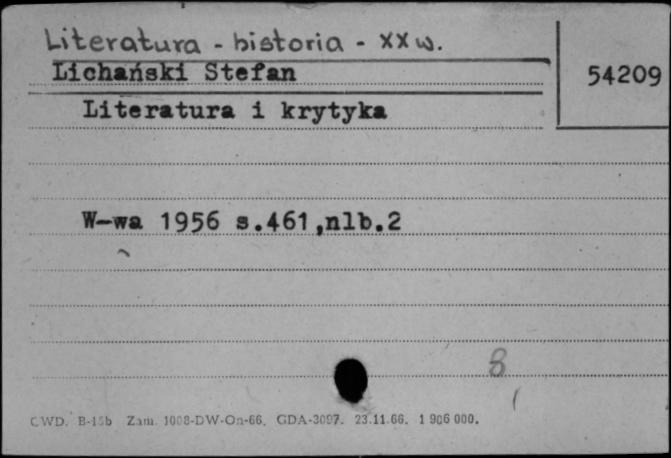 Literatura - historia - XX w.
Lichański Stefan
54209
Literatura i krytyka
W-wa 1956 s.461,nlb.2
8
CWD. B-15b Zam. 1008-DW-On-66. GDA-3097. 23.11.66. 1 906 000.